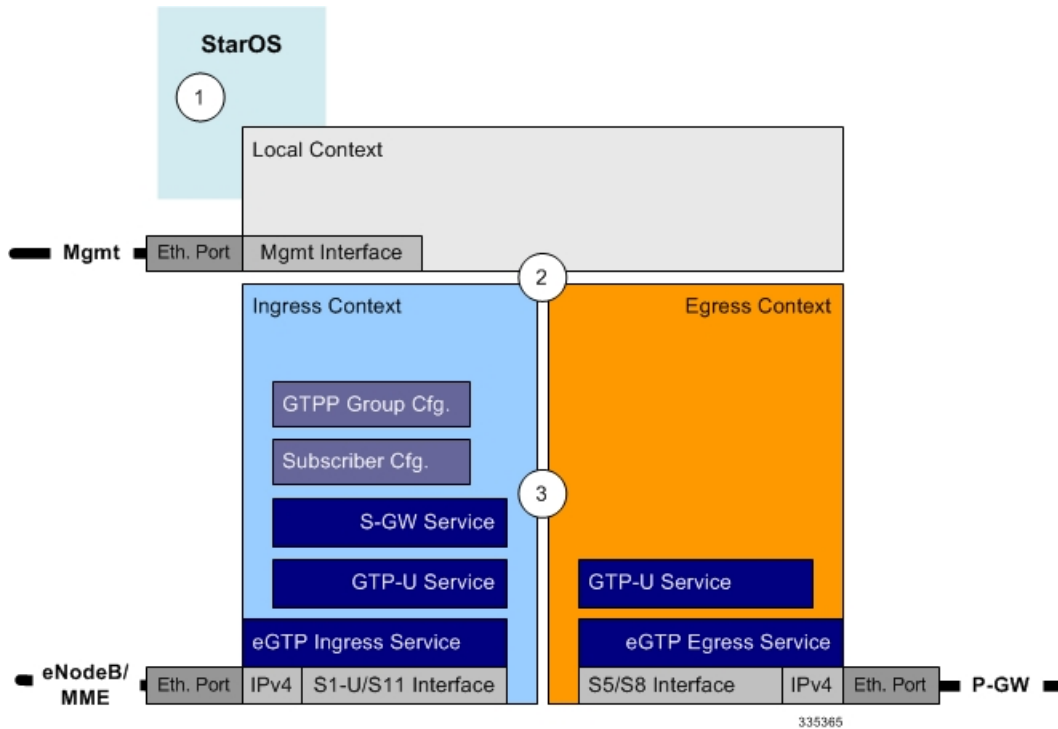 StarOS
1
Local Context
Mgmt
Eth. Port
Mgmt Interface
2
Ingress Context
Egress Context
GTPP Group Cfg.
Subscriber Cfg.
3
S-GW Service
GTP-U Service
GTP-U Service
eGTP Ingress Service
eGTP Egress Service
eNodeB/
MME
Eth. Port
IPv4
S1-U/S11 Interface
S5/S8 Interface
IPv4
Eth. Port
P-GW
335365